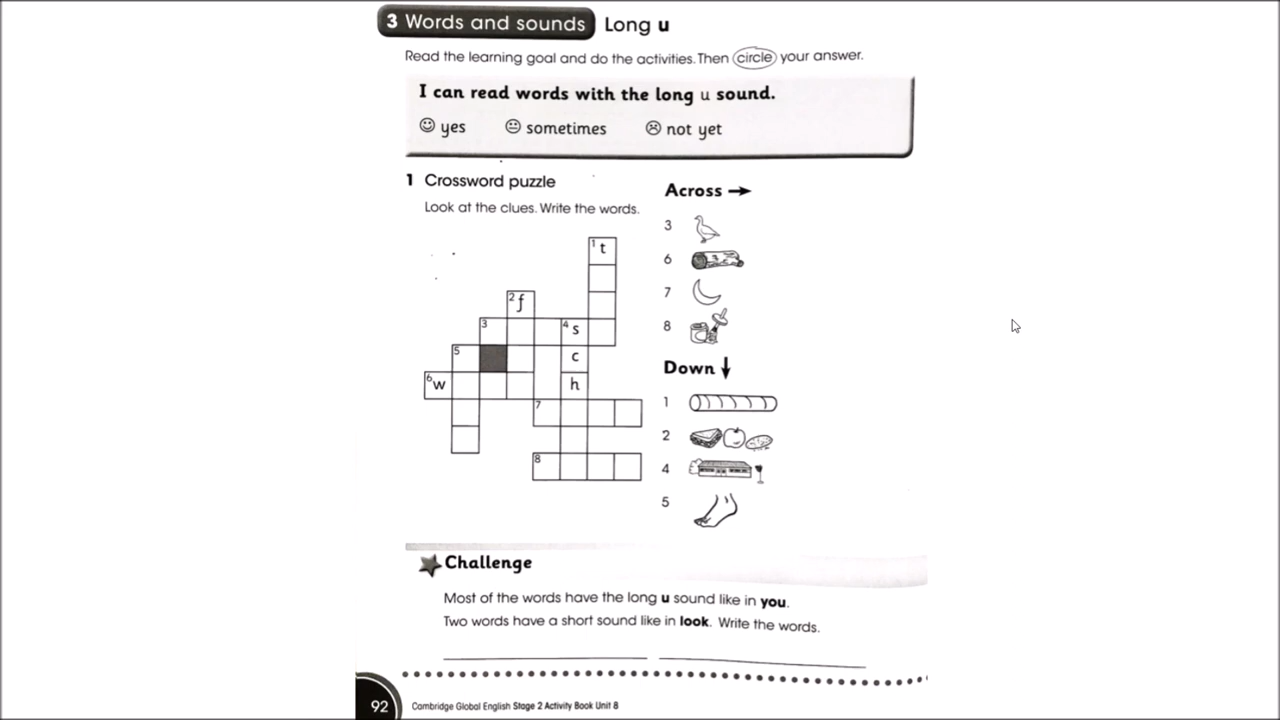 3 Words and sounds Long u
Read the learning goal and do the activities. Then circle your answer.
I can read words with the long u sound.
yes sometimes not yet
1 Crossword puzzle
Look at the clues. Write the words.
1 t
2 f
3 4 s
5 c
6 w h
7
8
Across →
3
6
7
8
Down ↓
1
2
4
5
Challenge
Most of the words have the long u sound like in you.
Two words have a short sound like in look. Write the words.
92 Cambridge Global English Stage 2 Activity Book Unit 8